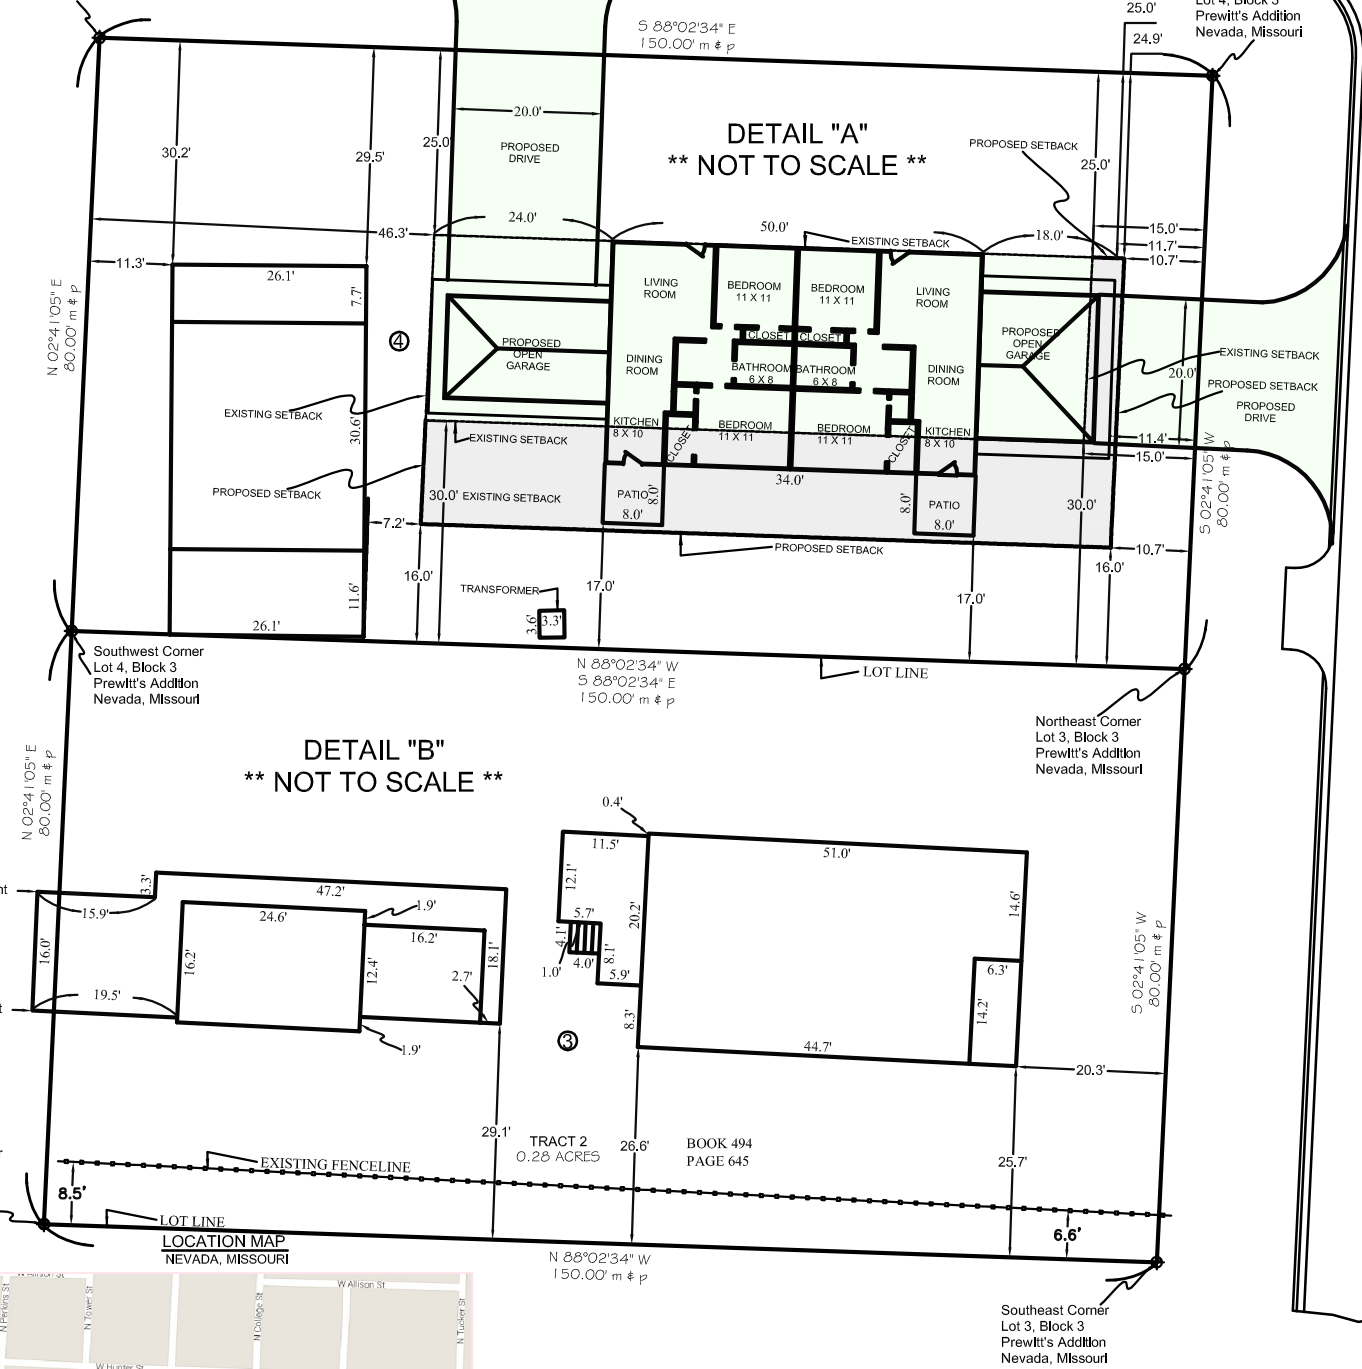 S 88°02'34" E
150.00' m & p
25.0'
24.9'
Lot 4, Block 3
Prewitt's Addition
Nevada, Missouri
DETAIL "A"
** NOT TO SCALE **
20.0'
PROPOSED
DRIVE
30.2'
29.5'
25.0'
PROPOSED SETBACK
25.0'
24.0'
50.0'
18.0'
15.0'
11.7'
10.7'
46.3'
11.3'
EXISTING SETBACK
26.1'
7.7'
N 02°41'05" E
80.00' m & p
④
30.6'
11.6'
26.1'
LIVING
ROOM
BEDROOM
11 X 11
BEDROOM
11 X 11
LIVING
ROOM
CLOSET
CLOSET
PROPOSED
OPEN
GARAGE
DINING
ROOM
BATHROOM
6 X 8
BATHROOM
6 X 8
DINING
ROOM
PROPOSED
OPEN
GARAGE
EXISTING SETBACK
20.0'
PROPOSED SETBACK
PROPOSED
DRIVE
EXISTING SETBACK
EXISTING SETBACK
KITCHEN
8 X 10
CLOSET
BEDROOM
11 X 11
BEDROOM
11 X 11
CLOSET
KITCHEN
8 X 10
11.4'
15.0'
PROPOSED SETBACK
30.0'
EXISTING SETBACK
PATIO
8.0'
8.0'
34.0'
8.0'
PATIO
8.0'
30.0'
S 02°41'05" W
80.00' m & p
7.2'
PROPOSED SETBACK
10.7'
16.0'
TRANSFORMER
3.6'
3.3'
17.0'
17.0'
16.0'
Southwest Corner
Lot 4, Block 3
Prewitt's Addition
Nevada, Missouri
N 88°02'34" W
S 88°02'34" E
150.00' m & p
LOT LINE
Northeast Corner
Lot 3, Block 3
Prewitt's Addition
Nevada, Missouri
DETAIL "B"
** NOT TO SCALE **
N 02°41'05" E
80.00' m & p
0.4'
11.5'
51.0'
12.1'
14.6'
3.3'
47.2'
15.9'
24.6'
1.9'
16.2'
16.0'
16.2'
12.4'
18.1'
2.7'
19.5'
1.9'
5.7'
20.2'
4.1'
8.1'
1.0'
4.0'
5.9'
8.3'
6.3'
14.2'
44.7'
S 02°41'05" W
80.00' m & p
③
20.3'
29.1'
TRACT 2
0.28 ACRES
26.6'
BOOK 494
PAGE 645
25.7'
EXISTING FENCELINE
8.5'
LOT LINE
6.6'
N 88°02'34" W
150.00' m & p
LOCATION MAP
NEVADA, MISSOURI
W Allison St
W Allison St
N Perkins St
N Tower St
N College St
N Tucker St
W Hunter St
Southeast Corner
Lot 3, Block 3
Prewitt's Addition
Nevada, Missouri